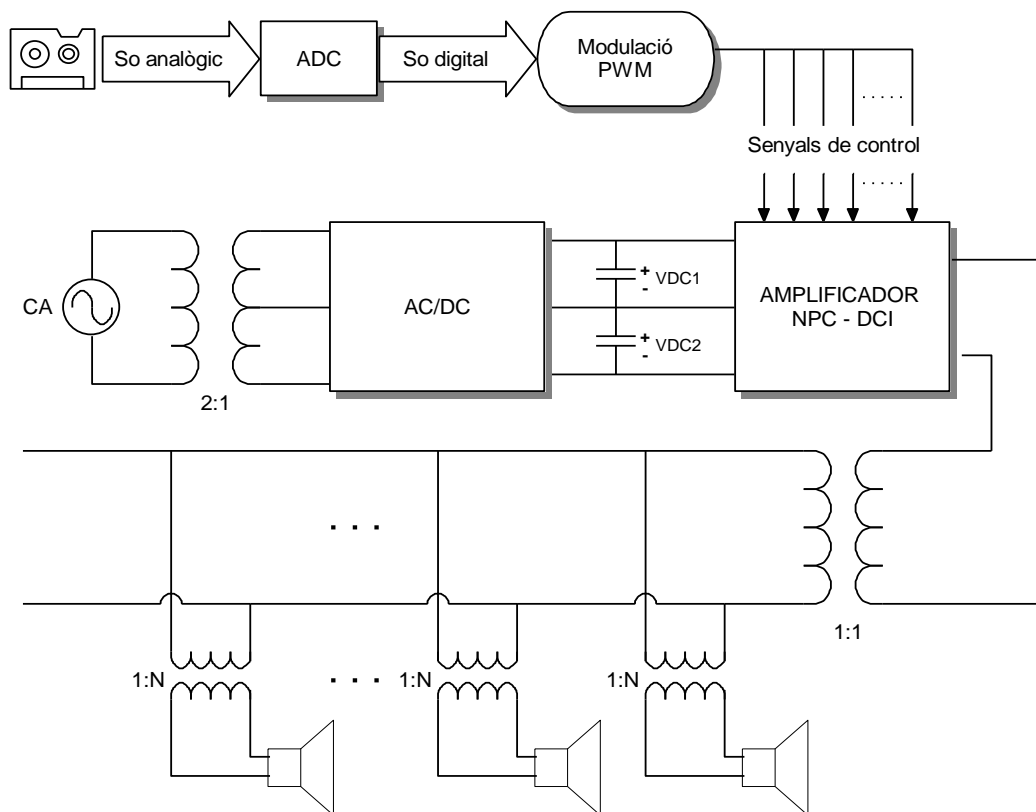 So analògic
ADC
So digital
Modulació
PWM
.....
Senyals de control
.....
CA
2:1
AC/DC
+
-
VDC1
+
-
VDC2
AMPLIFICADOR
NPC - DCI
. . .
1:1
1:N
. . .
1:N
1:N